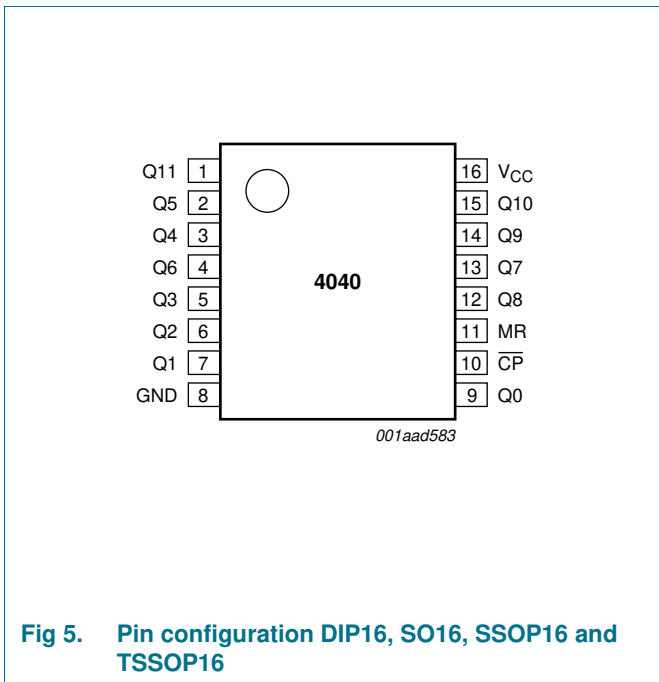 Q11 1 16 VCC
Q5 2 15 Q10
Q4 3 14 Q9
Q6 4 13 Q7
4040
Q3 5 12 Q8
Q2 6 11 MR
Q1 7 10 C̅P̅
GND 8 9 Q0
001aad583
Fig 5. Pin configuration DIP16, SO16, SSOP16 and
TSSOP16